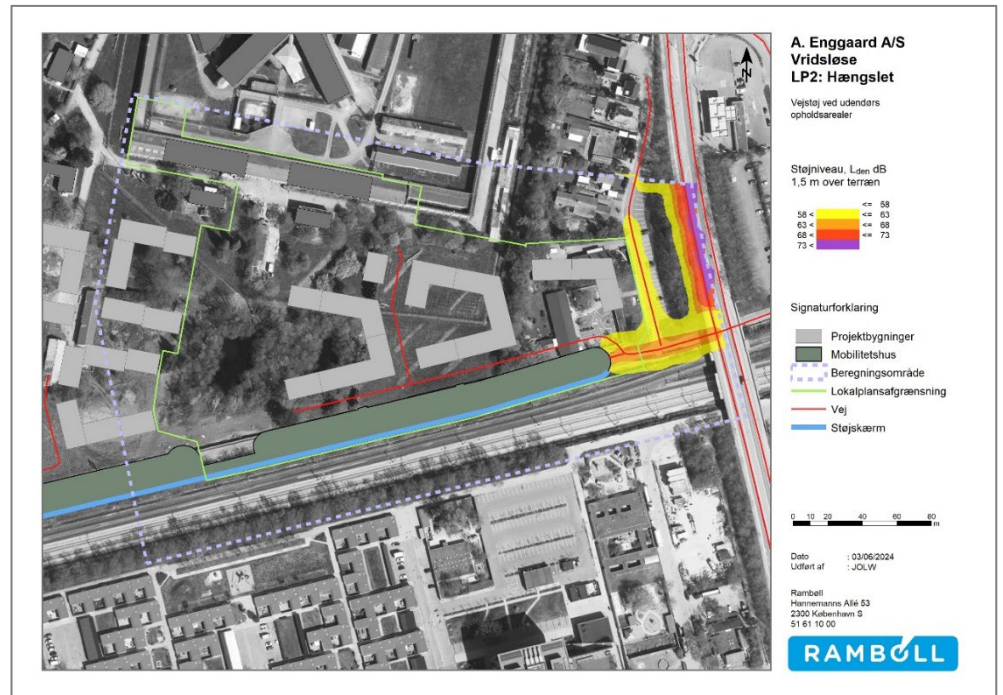 N
A. Enggaard A/S
Vridsløse
LP2: Hængslet
Vejstøj ved udendørs
opholdsarealer
Støjniveau, Lden dB
1,5 m over terræn
<= 58
58 < <= 63
63 < <= 68
68 < <= 73
73 <
Signaturforklaring
Projektbygninger
Mobilitetshus
Beregningsområde
Lokalplansafgrænsning
Vej
Støjskærm
0 10 20 40 60 80
m
Dato : 03/06/2024
Udført af : JOLW
Rambøll
Hannemanns Allé 53
2300 København S
51 61 10 00
RAMBOLL